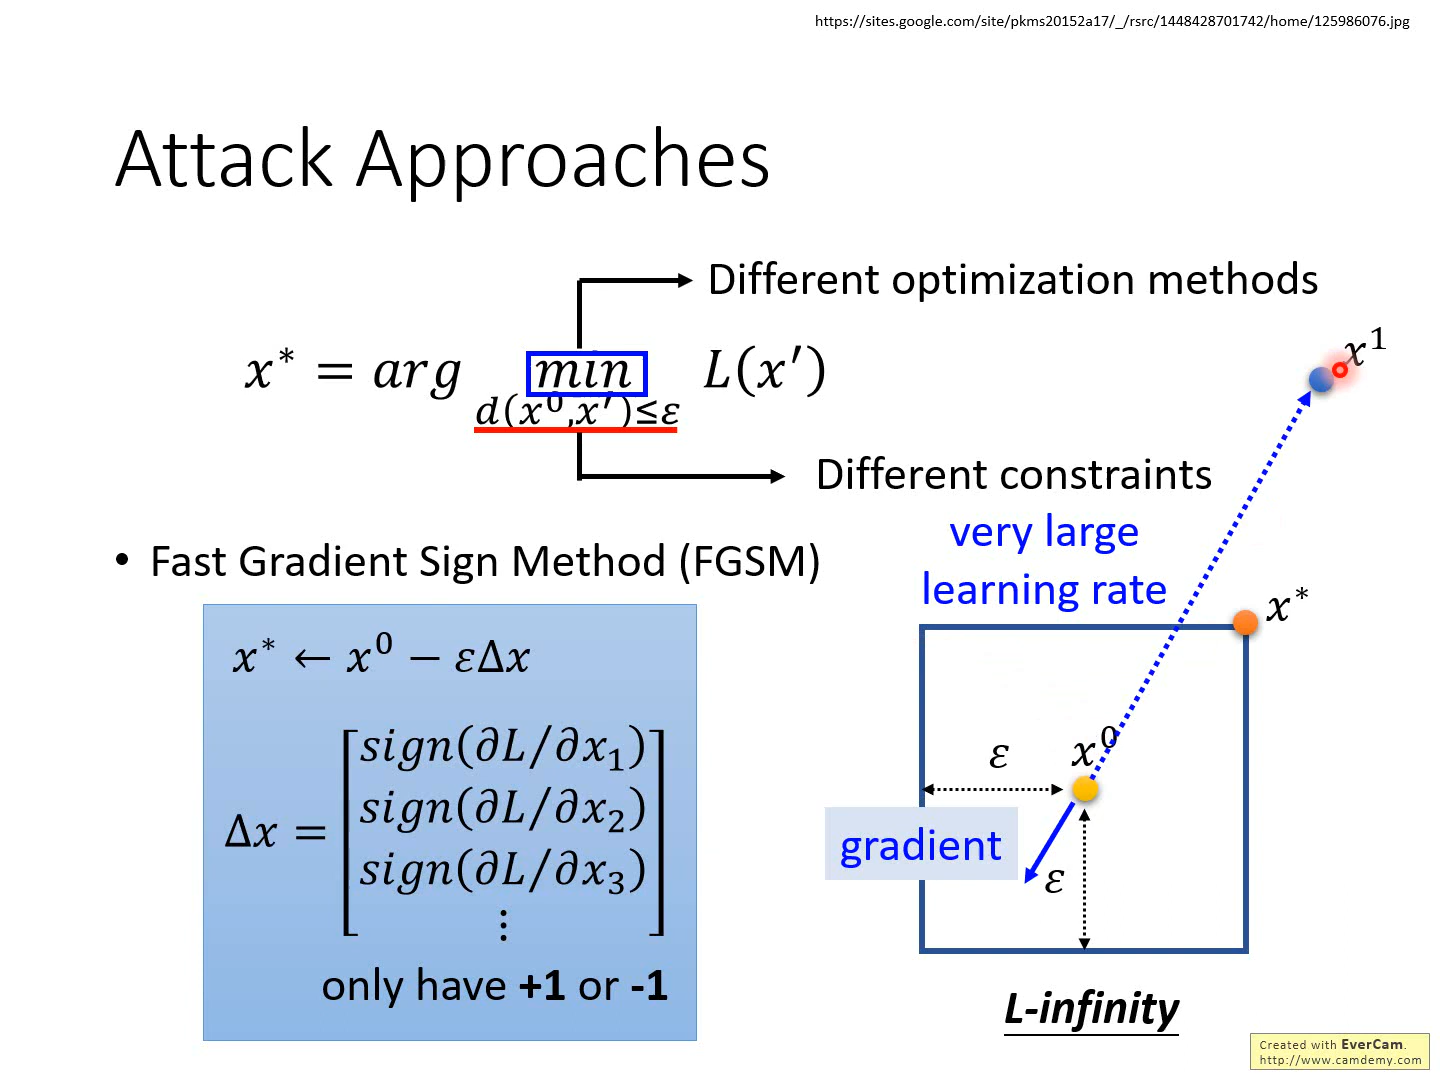 https://sites.google.com/site/pkms20152a17/_/rsrc/1448428701742/home/125986076.jpg
Attack Approaches
Different optimization methods
x* = arg min L(x′)
d(x⁰,x′)≤ε
x¹
Different constraints
very large
learning rate
• Fast Gradient Sign Method (FGSM)
x*
x* ← x⁰ − εΔx
Δx = [sign(∂L/∂x₁)
sign(∂L/∂x₂)
sign(∂L/∂x₃)
⋮]
only have +1 or -1
ε
x⁰
gradient
ε
L-infinity
Created with EverCam.
http://www.camdemy.com